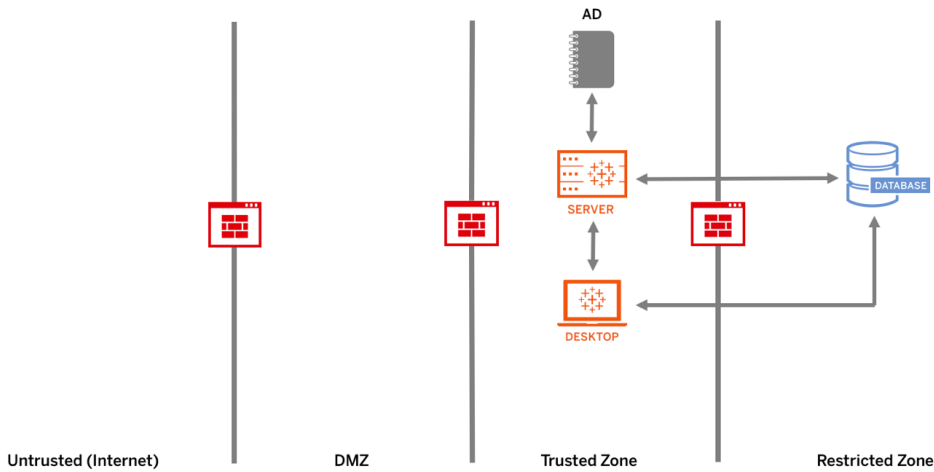 AD
SERVER
DATABASE
DESKTOP
Untrusted (Internet)
DMZ
Trusted Zone
Restricted Zone